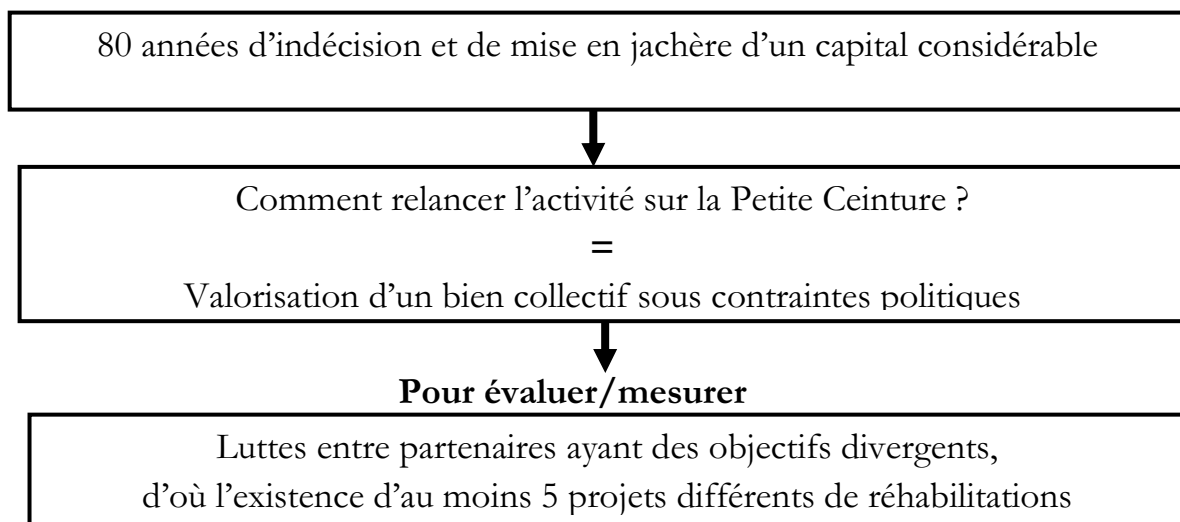 80 années d’indécision et de mise en jachère d’un capital considérable
Comment relancer l’activité sur la Petite Ceinture ?
=
Valorisation d’un bien collectif sous contraintes politiques
Pour évaluer/mesurer
Luttes entre partenaires ayant des objectifs divergents,
d’où l’existence d’au moins 5 projets différents de réhabilitations